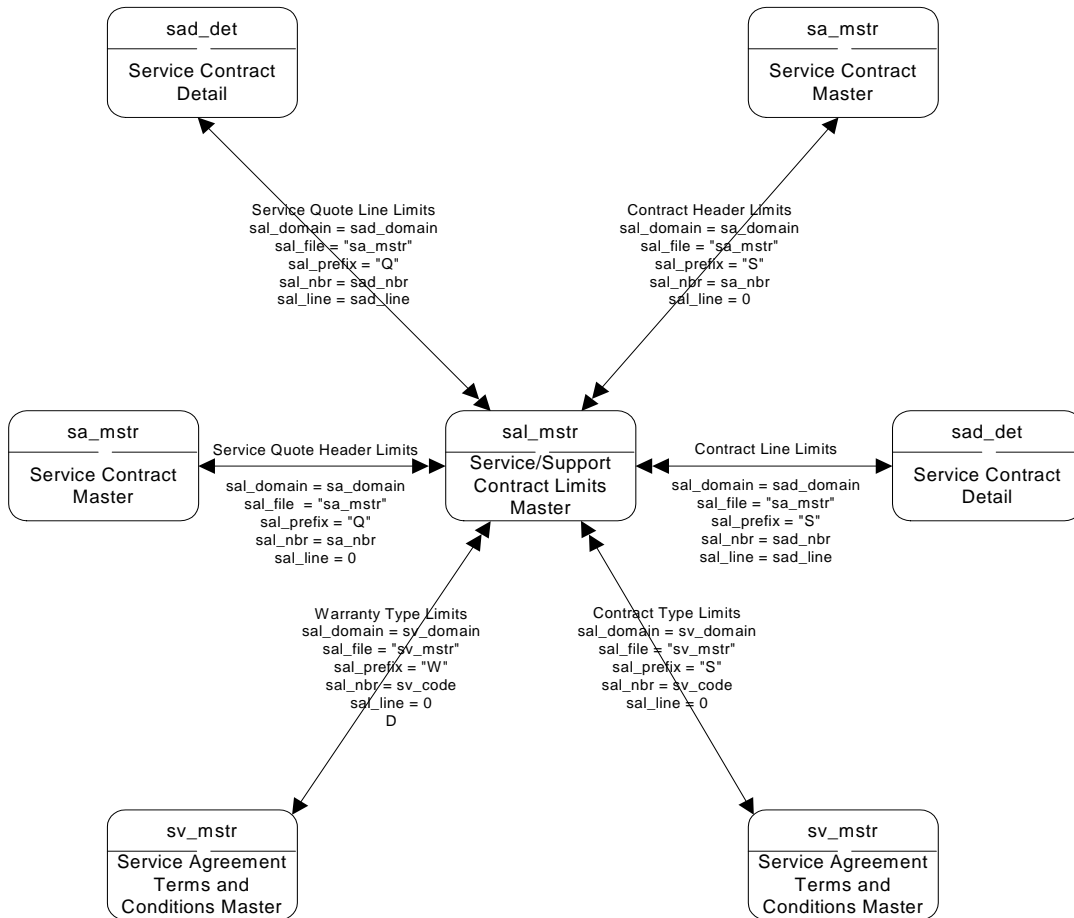 sad_det
Service Contract
Detail
sa_mstr
Service Contract
Master
Service Quote Line Limits
sal_domain = sad_domain
sal_file = "sa_mstr"
sal_prefix = "Q"
sal_nbr = sad_nbr
sal_line = sad_line
Contract Header Limits
sal_domain = sa_domain
sal_file = "sa_mstr"
sal_prefix = "S"
sal_nbr = sa_nbr
sal_line = 0
sa_mstr
Service Contract
Master
Service Quote Header Limits
sal_domain = sa_domain
sal_file  = "sa_mstr"
sal_prefix = "Q"
sal_nbr = sa_nbr
sal_line = 0
sal_mstr
Service/Support
Contract Limits
Master
Contract Line Limits
sal_domain = sad_domain
sal_file = "sa_mstr"
sal_prefix = "S"
sal_nbr = sad_nbr
sal_line = sad_line
sad_det
Service Contract
Detail
Warranty Type Limits
sal_domain = sv_domain
sal_file = "sv_mstr"
sal_prefix = "W"
sal_nbr = sv_code
sal_line = 0
D
Contract Type Limits
sal_domain = sv_domain
sal_file = "sv_mstr"
sal_prefix = "S"
sal_nbr = sv_code
sal_line = 0
sv_mstr
Service Agreement
Terms and
Conditions Master
sv_mstr
Service Agreement
Terms and
Conditions Master